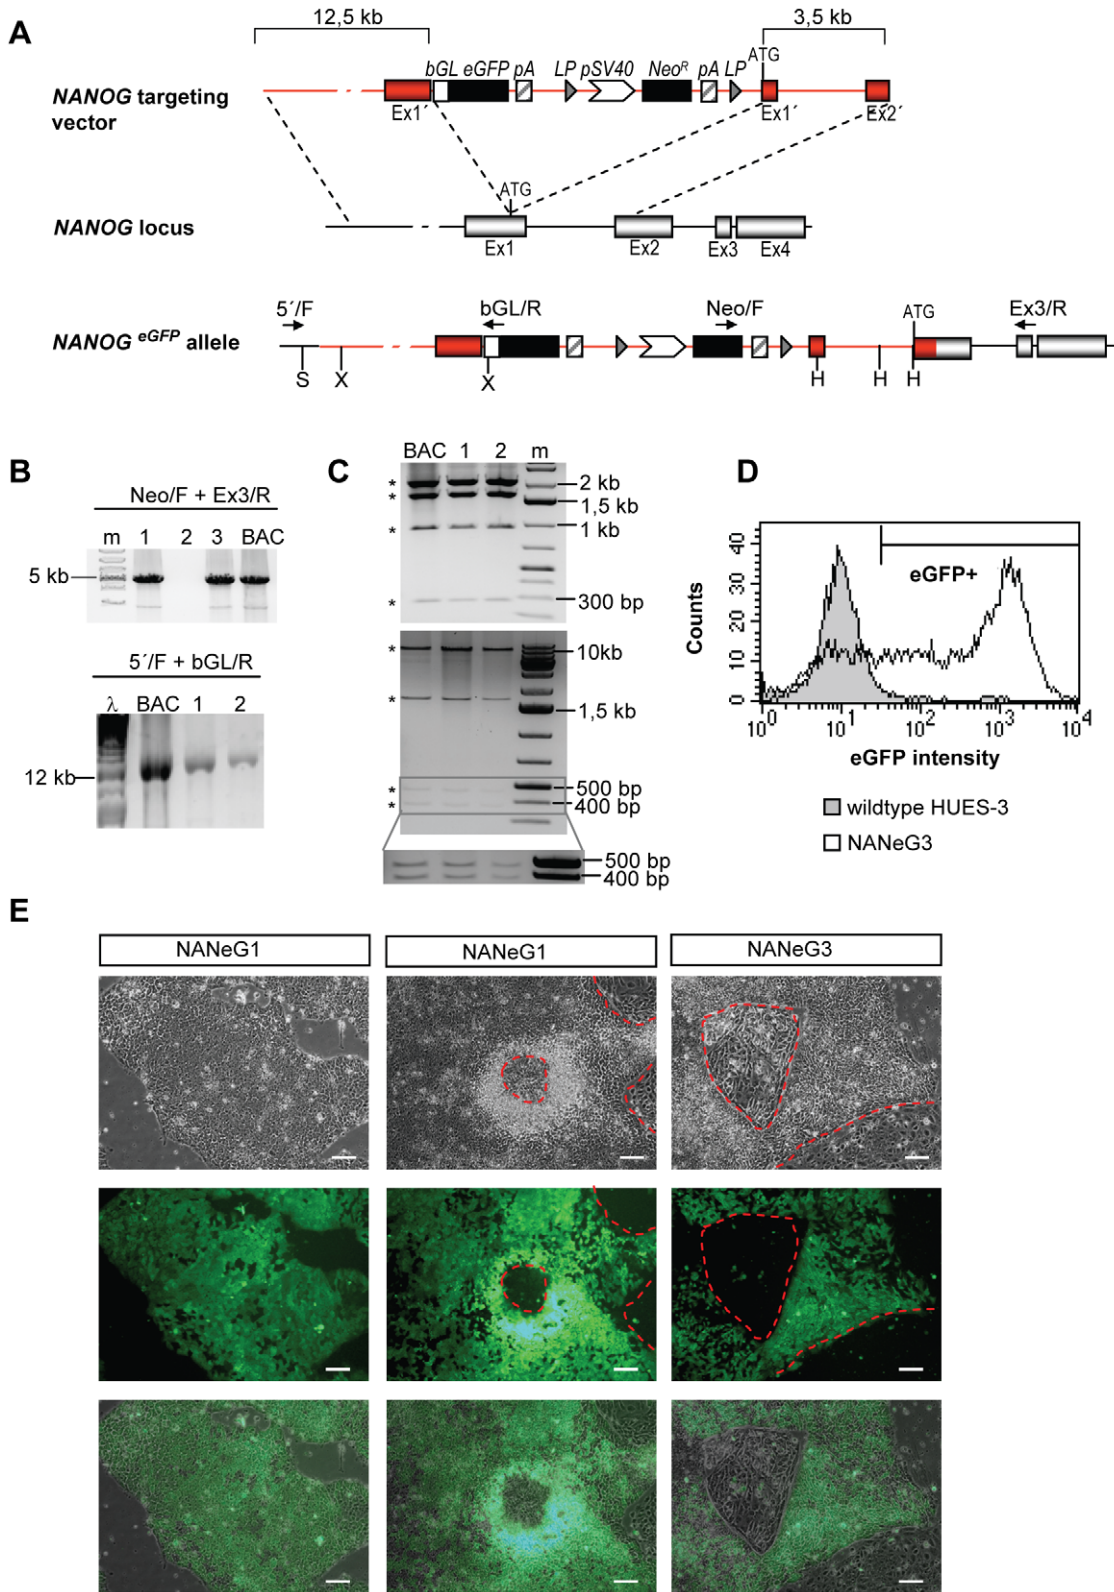 A
12,5 kb
3,5 kb
ATG
bGL eGFP pA LP pSV40 Neo^R pA LP
NANOG targeting
vector
Ex1´
Ex1´
Ex2´
ATG
NANOG locus
Ex1
Ex2
Ex3
Ex4
5´/F
bGL/R
Neo/F
ATG
Ex3/R
NANOG eGFP allele
S
X
X
H
H
H
B
Neo/F + Ex3/R
m 1 2 3 BAC
5 kb
5´/F + bGL/R
λ BAC 1 2
12 kb
C
BAC 1 2 m
*
2 kb
*
1,5 kb
*
1 kb
*
300 bp
*
10kb
*
1,5 kb
*
500 bp
*
400 bp
500 bp
400 bp
D
40
30
20
10
0
Counts
eGFP+
10^0 10^1 10^2 10^3 10^4
eGFP intensity
wildtype HUES-3
NANeG3
E
NANeG1
NANeG1
NANeG3